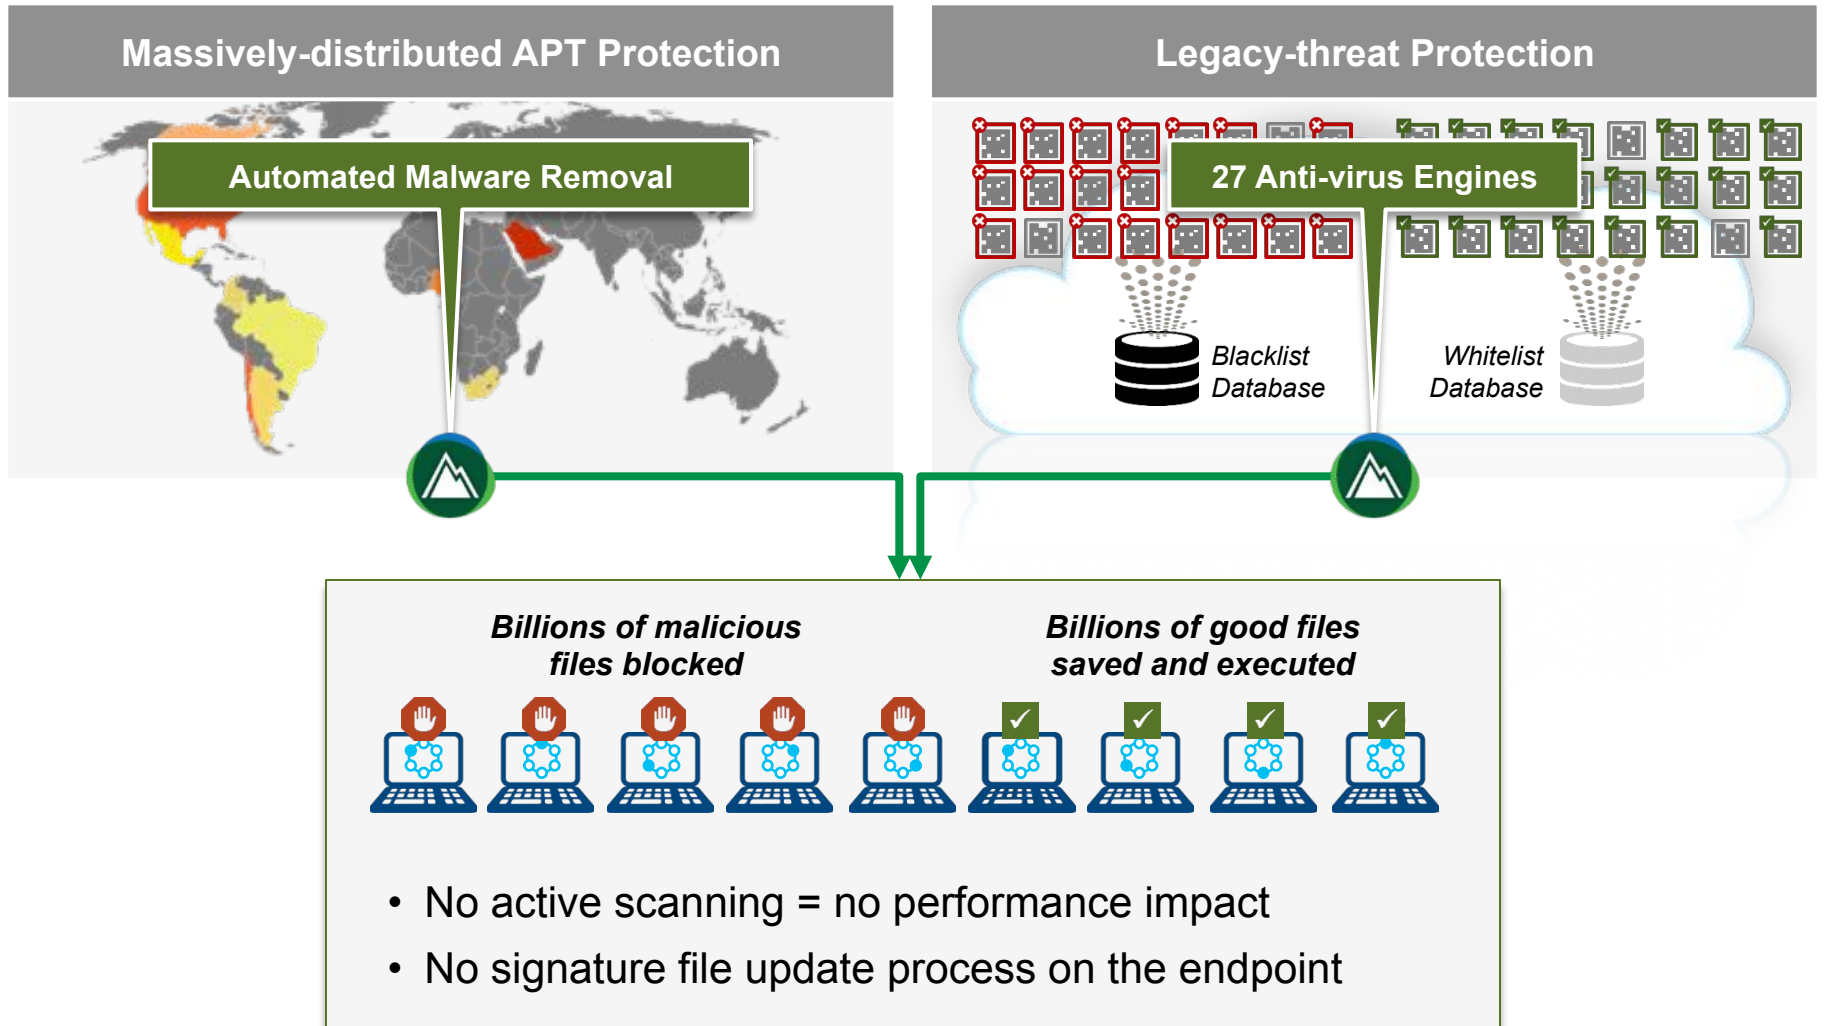 Massively-distributed APT Protection
Automated Malware Removal
Legacy-threat Protection
27 Anti-virus Engines
Blacklist
Database
Whitelist
Database
Billions of malicious
files blocked
Billions of good files
saved and executed
• No active scanning = no performance impact
• No signature file update process on the endpoint